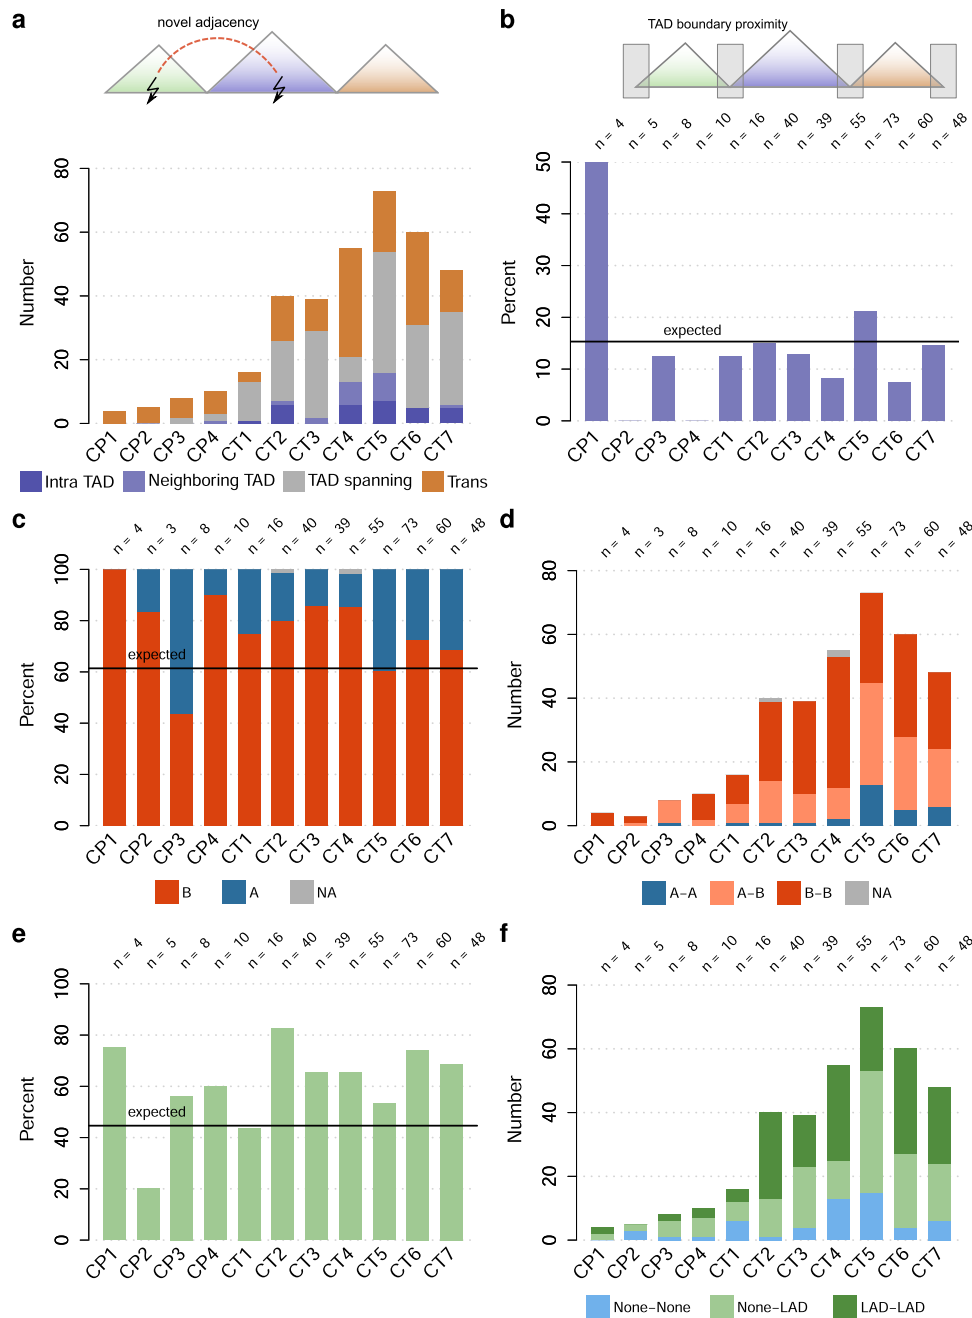 a
novel adjacency
Number
0 20 40 60 80
CP1 CP2 CP3 CP4 CT1 CT2 CT3 CT4 CT5 CT6 CT7
Intra TAD Neighboring TAD TAD spanning Trans
b
TAD boundary proximity
n = 4 n = 5 n = 8 n = 10 n = 16 n = 40 n = 39 n = 55 n = 73 n = 60 n = 48
Percent
0 10 20 30 40 50
expected
CP1 CP2 CP3 CP4 CT1 CT2 CT3 CT4 CT5 CT6 CT7
c
n = 4 n = 3 n = 8 n = 10 n = 16 n = 40 n = 39 n = 55 n = 73 n = 60 n = 48
Percent
0 20 40 60 80 100
expected
CP1 CP2 CP3 CP4 CT1 CT2 CT3 CT4 CT5 CT6 CT7
B A NA
d
n = 4 n = 3 n = 8 n = 10 n = 16 n = 40 n = 39 n = 55 n = 73 n = 60 n = 48
Number
0 20 40 60 80
CP1 CP2 CP3 CP4 CT1 CT2 CT3 CT4 CT5 CT6 CT7
A–A A–B B–B NA
e
n = 4 n = 5 n = 8 n = 10 n = 16 n = 40 n = 39 n = 55 n = 73 n = 60 n = 48
Percent
0 20 40 60 80 100
expected
CP1 CP2 CP3 CP4 CT1 CT2 CT3 CT4 CT5 CT6 CT7
f
n = 4 n = 5 n = 8 n = 10 n = 16 n = 40 n = 39 n = 55 n = 73 n = 60 n = 48
Number
0 20 40 60 80
CP1 CP2 CP3 CP4 CT1 CT2 CT3 CT4 CT5 CT6 CT7
None–None None–LAD LAD–LAD